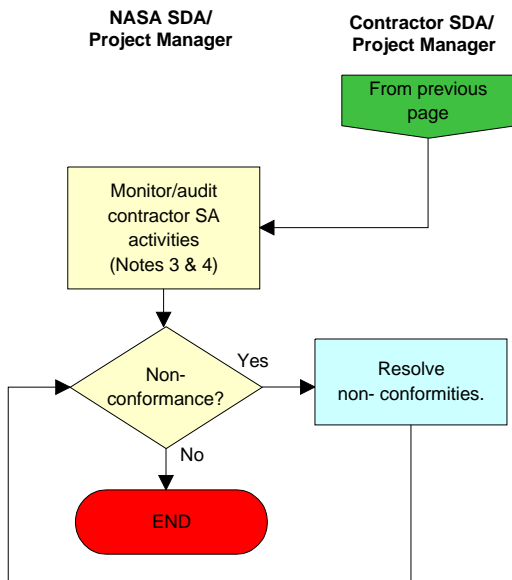 NASA SDA/
Project Manager
Contractor SDA/
Project Manager
From previous
page
Monitor/audit
contractor SA
activities
(Notes 3 & 4)
Non-
conformance?
Yes
Resolve
non- conformities.
No
END